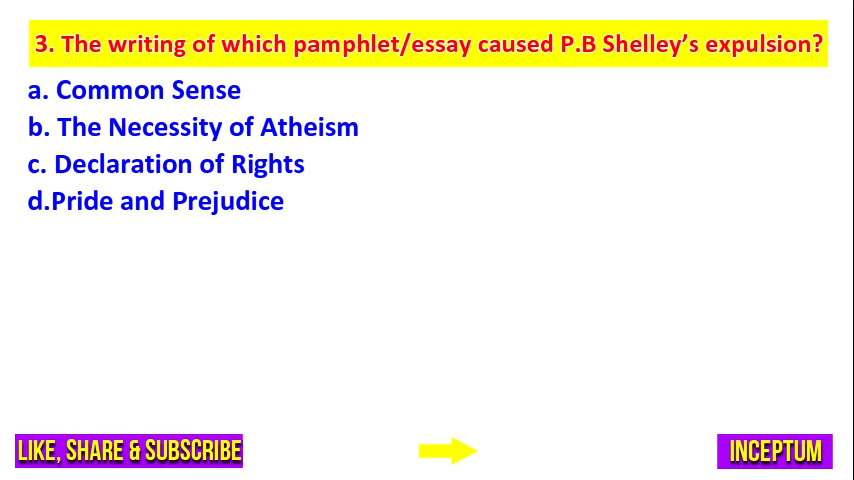 3. The writing of which pamphlet/essay caused P.B Shelley’s expulsion?
a. Common Sense
b. The Necessity of Atheism
c. Declaration of Rights
d.Pride and Prejudice
LIKE, SHARE & SUBSCRIBE
INCEPTUM